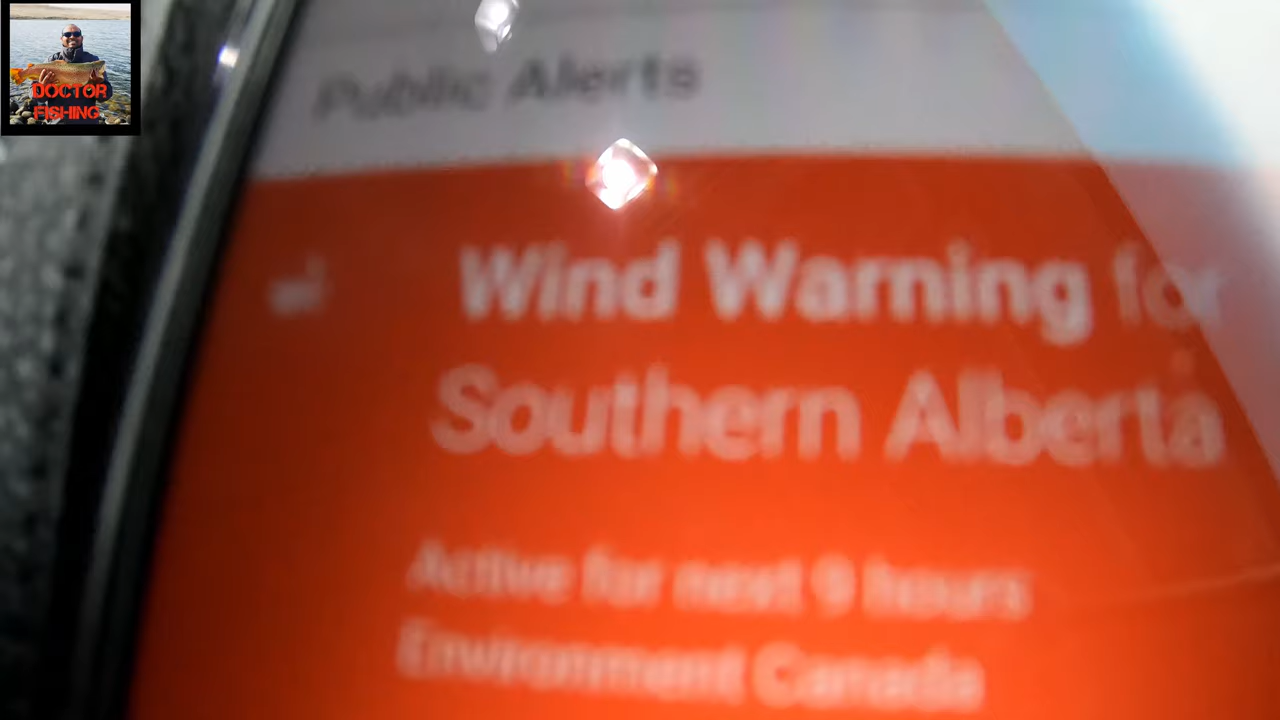 DOCTOR
FISHING
Public Alerts
Wind Warning for
Southern Alberta
Active for next 9 hours
Environment Canada